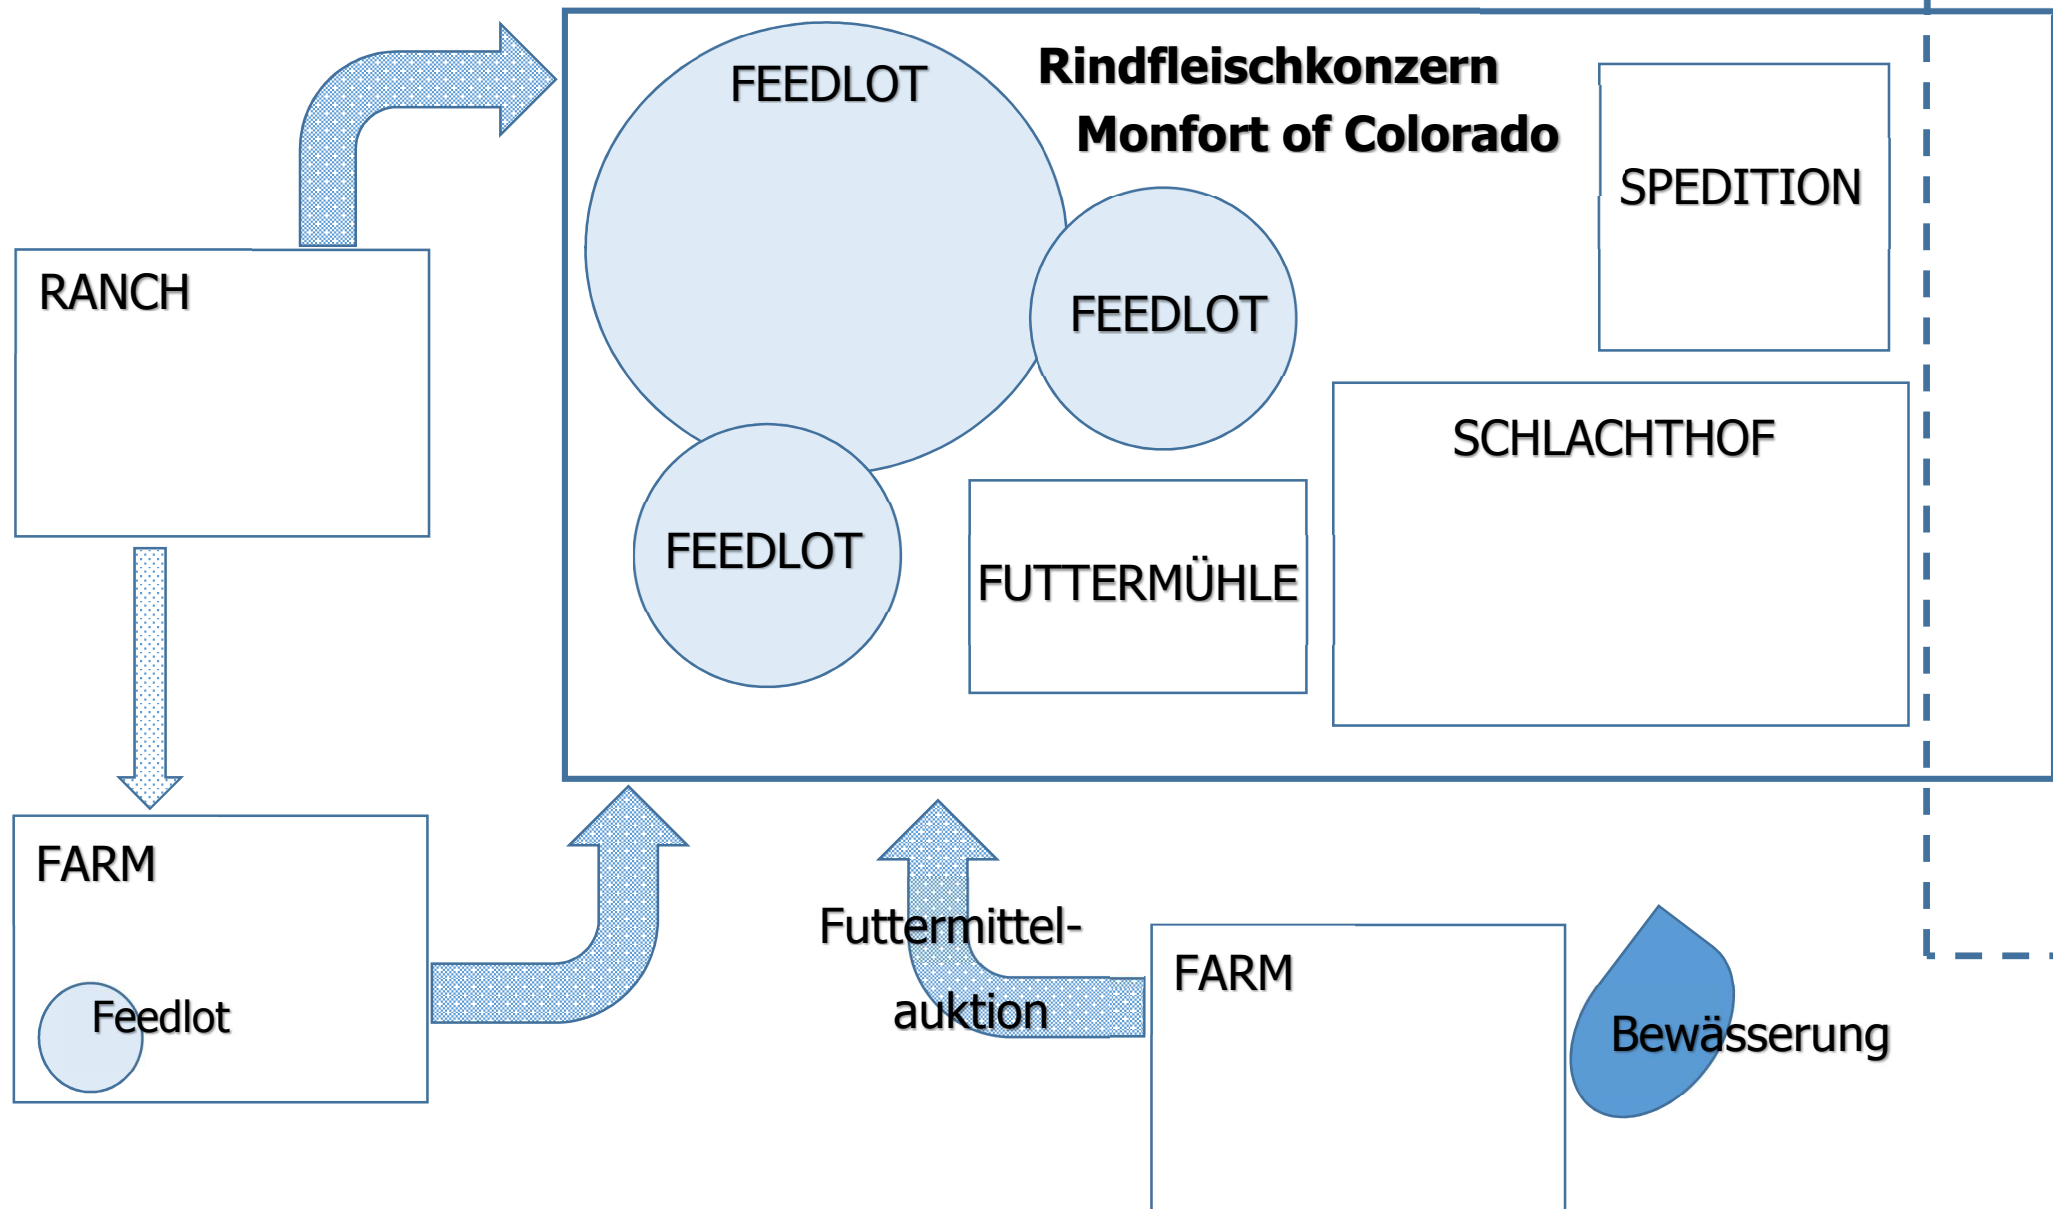 FEEDLOT
Rindfleischkonzern
Monfort of Colorado
SPEDITION
RANCH
FEEDLOT
SCHLACHTHOF
FEEDLOT
FUTTERMÜHLE
FARM
Feedlot
Futtermittel-
auktion
FARM
Bewässerung